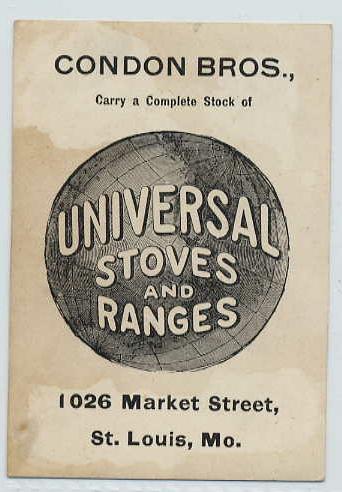 CONDON BROS.,
Carry a Complete Stock of
UNIVERSAL
STOVES
AND
RANGES
1026 Market Street,
St. Louis, Mo.